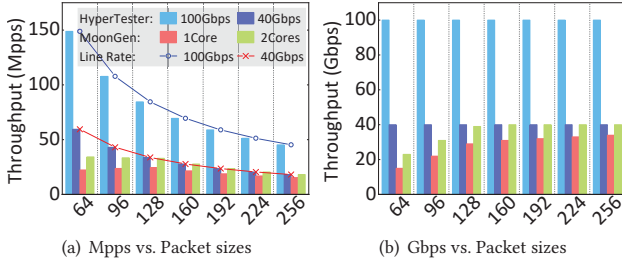 HyperTester: 100Gbps 40Gbps
MoonGen: 1Core 2Cores
Line Rate: 100Gbps 40Gbps
Throughput (Mpps)
150
100
50
0
64 96 128 160 192 224 256
(a) Mpps vs. Packet sizes
Throughput (Gbps)
100
80
60
40
20
0
64 96 128 160 192 224 256
(b) Gbps vs. Packet sizes